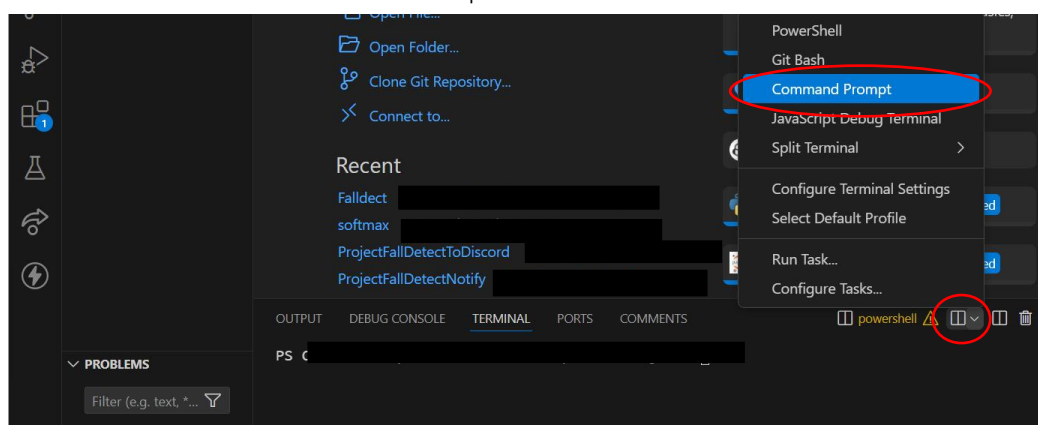 Open Folder...
Clone Git Repository...
Connect to...
Recent
Falldect
softmax
ProjectFallDetectToDiscord
ProjectFallDetectNotify
PowerShell
Git Bash
Command Prompt
JavaScript Debug Terminal
Split Terminal
Configure Terminal Settings
Select Default Profile
Run Task...
Configure Tasks...
1
OUTPUT DEBUG CONSOLE TERMINAL PORTS COMMENTS
powershell
PS
PROBLEMS
Filter (e.g. text, *...